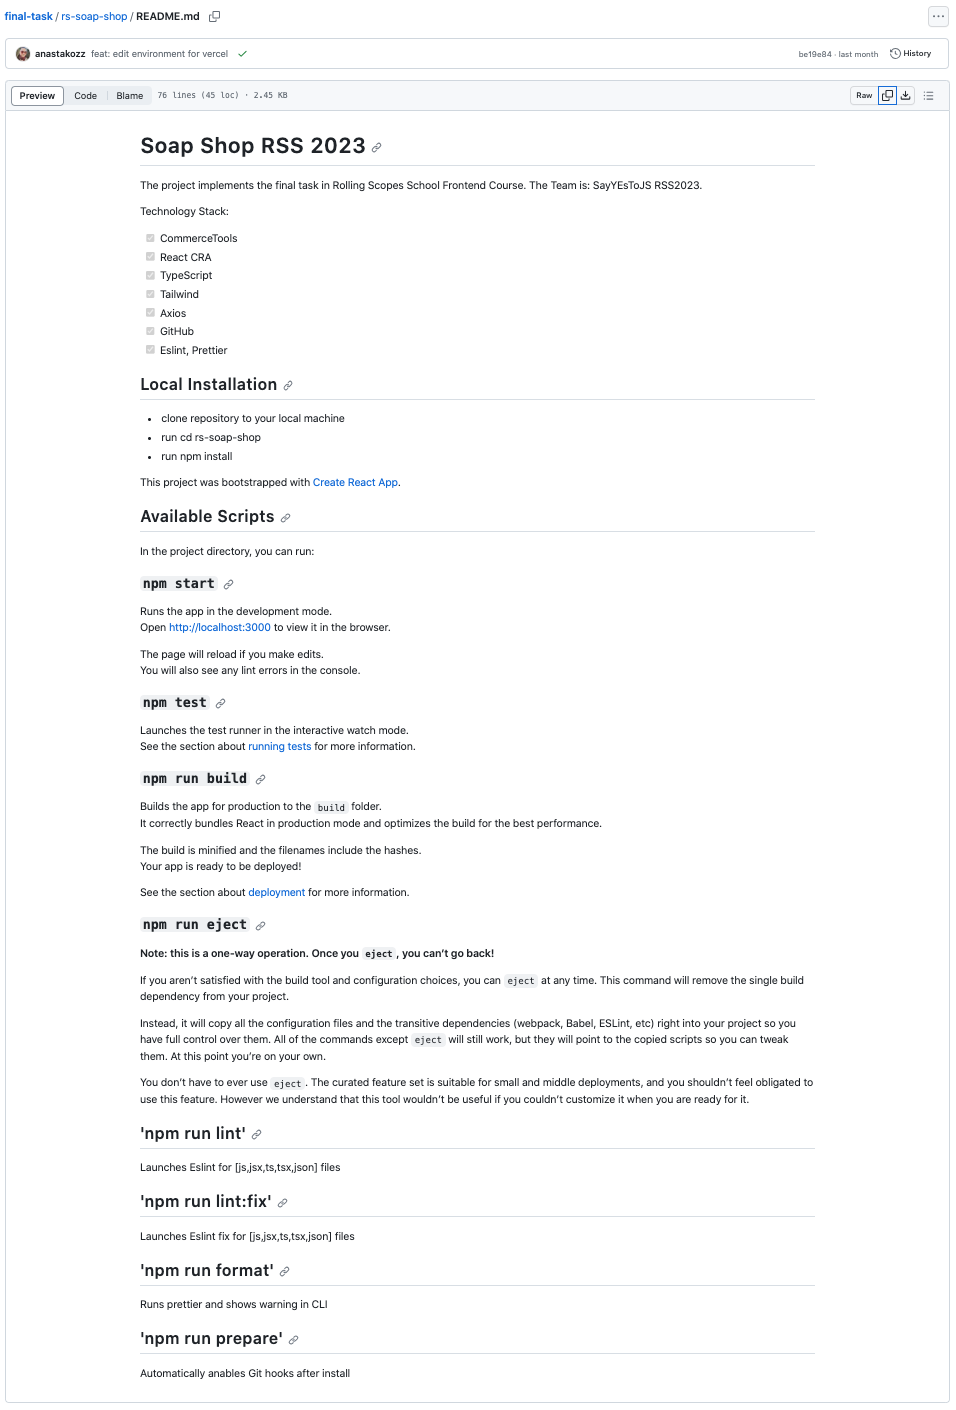 final-task / rs-soap-shop / README.md
anastakozz feat: edit environment for vercel
be19e84 · last month History
Preview Code Blame 76 lines (45 loc) · 2.45 KB
Raw
Soap Shop RSS 2023
The project implements the final task in Rolling Scopes School Frontend Course. The Team is: SayYEsToJS RSS2023.
Technology Stack:
CommerceTools
React CRA
TypeScript
Tailwind
Axios
GitHub
Eslint, Prettier
Local Installation
• clone repository to your local machine
• run cd rs-soap-shop
• run npm install
This project was bootstrapped with Create React App.
Available Scripts
In the project directory, you can run:
npm start
Runs the app in the development mode.
Open http://localhost:3000 to view it in the browser.
The page will reload if you make edits.
You will also see any lint errors in the console.
npm test
Launches the test runner in the interactive watch mode.
See the section about running tests for more information.
npm run build
Builds the app for production to the build folder.
It correctly bundles React in production mode and optimizes the build for the best performance.
The build is minified and the filenames include the hashes.
Your app is ready to be deployed!
See the section about deployment for more information.
npm run eject
Note: this is a one-way operation. Once you eject, you can’t go back!
If you aren’t satisfied with the build tool and configuration choices, you can eject at any time. This command will remove the single build
dependency from your project.
Instead, it will copy all the configuration files and the transitive dependencies (webpack, Babel, ESLint, etc) right into your project so you
have full control over them. All of the commands except eject will still work, but they will point to the copied scripts so you can tweak
them. At this point you’re on your own.
You don’t have to ever use eject. The curated feature set is suitable for small and middle deployments, and you shouldn’t feel obligated to
use this feature. However we understand that this tool wouldn’t be useful if you couldn’t customize it when you are ready for it.
'npm run lint'
Launches Eslint for [js,jsx,ts,tsx,json] files
'npm run lint:fix'
Launches Eslint fix for [js,jsx,ts,tsx,json] files
'npm run format'
Runs prettier and shows warning in CLI
'npm run prepare'
Automatically anables Git hooks after install